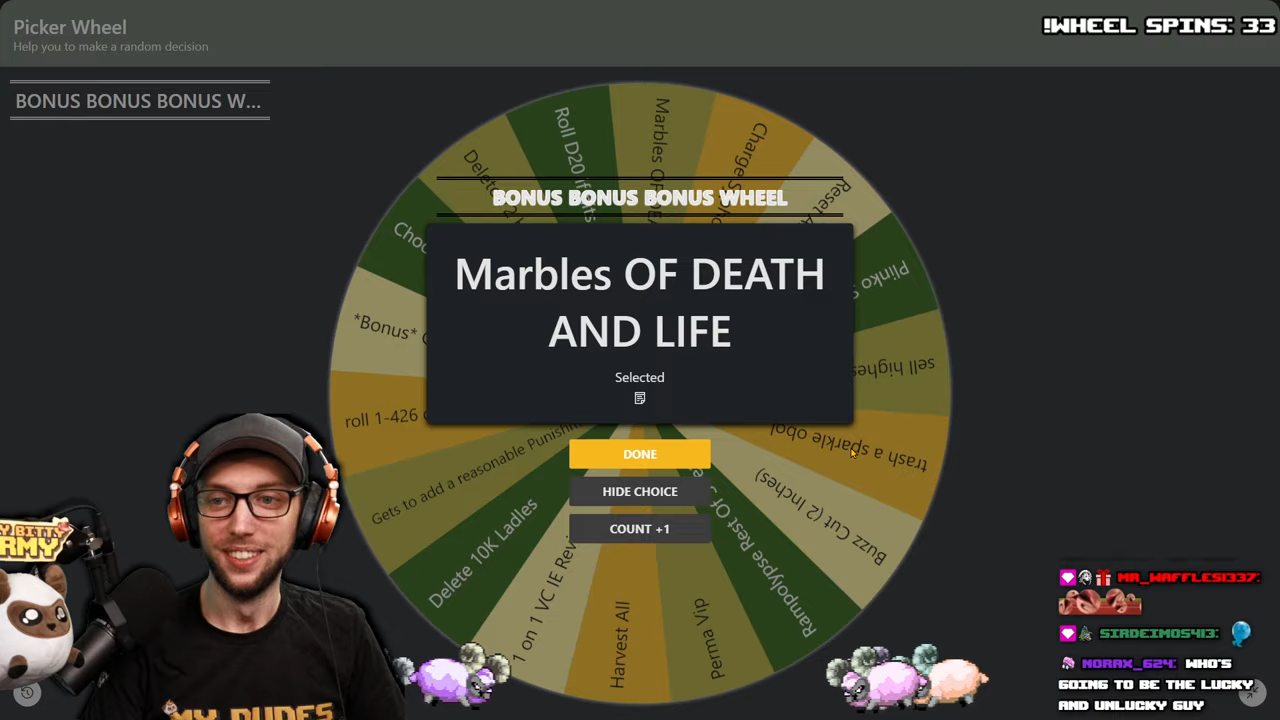 Picker Wheel
Help you to make a random decision
!WHEEL SPINS: 33
BONUS BONUS BONUS W...
Roll D20 if
Marbles OF
Charge
Reset
Plinko
sell highes
trash a sparkle obol
Buzz Cut (2 Inches)
Rampolypse Rest Of
Perma Vip
Harvest All
1 on 1 VC IE Rev
Delete 10K Ladles
Gets to add a reasonable Punishm
roll 1-426
*Bonus*
BONUS BONUS BONUS WHEEL
Marbles OF DEATH
AND LIFE
Selected
DONE
HIDE CHOICE
COUNT +1
MY DUDES
MR_WAFFLES1337:
SIRDEIMOS413:
NORAX_624: WHO'S
GOING TO BE THE LUCKY
AND UNLUCKY GUY